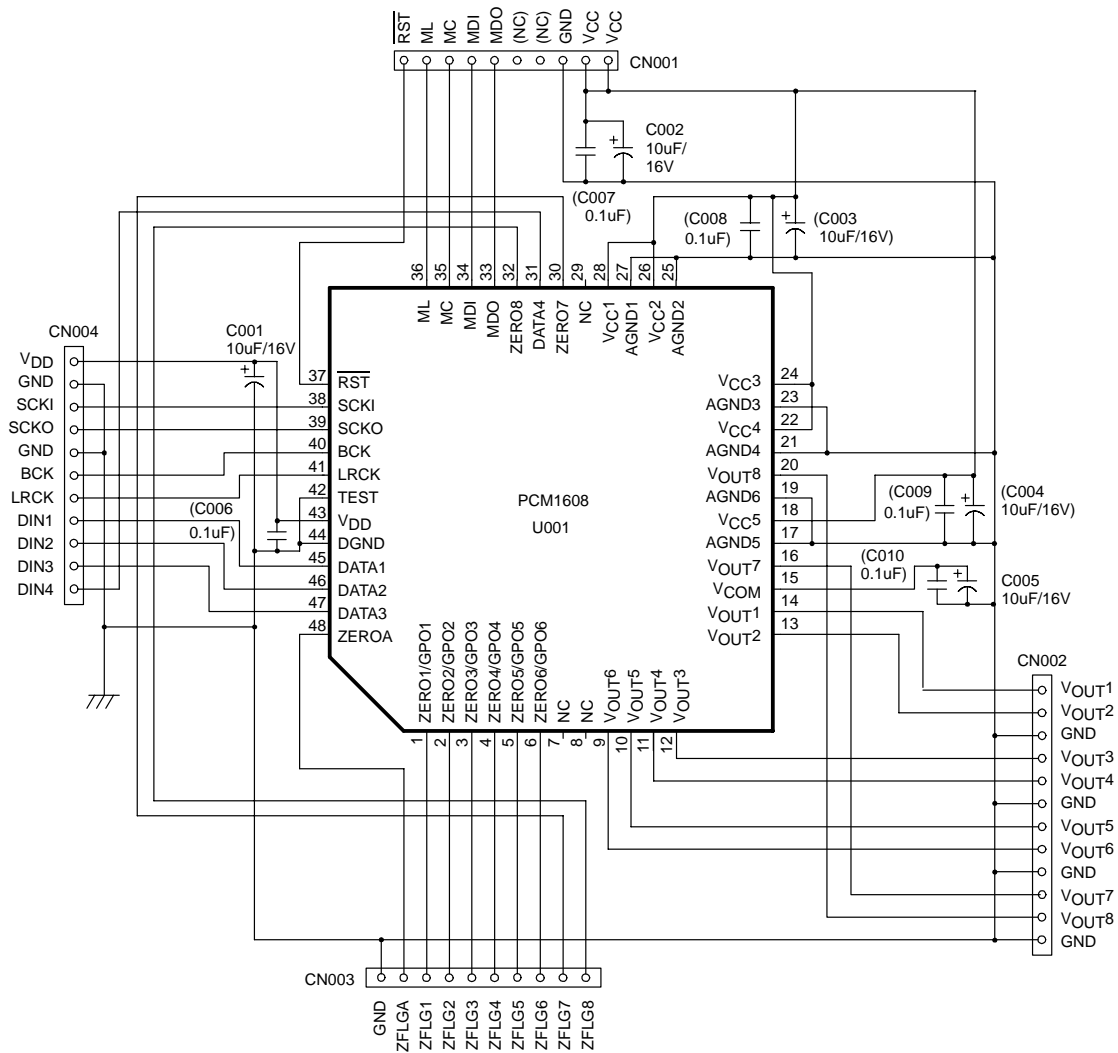 RST
ML
MC
MDI
MDO
(NC)
(NC)
GND
VCC
VCC
CN001
C002
10uF/
16V
(C007
0.1uF)
(C008
0.1uF)
(C003
10uF/16V)
36
35
34
33
32
31
30
29
28
27
26
25
ML
MC
MDI
MDO
ZERO8
DATA4
ZERO7
NC
VCC1
AGND1
VCC2
AGND2
CN004
VDD
GND
SCKI
SCKO
GND
BCK
LRCK
DIN1
DIN2
DIN3
DIN4
C001
10uF/16V
(C006
0.1uF)
37 RST
38 SCKI
39 SCKO
40 BCK
41 LRCK
42 TEST
43 VDD
44 DGND
45 DATA1
46 DATA2
47 DATA3
48 ZEROA
PCM1608
U001
VCC3 24
AGND3 23
VCC4 22
AGND4 21
VOUT8 20
AGND6 19
VCC5 18
AGND5 17
VOUT7 16
VCOM 15
VOUT1 14
VOUT2 13
(C009
0.1uF)
(C004
10uF/16V)
(C010
0.1uF)
C005
10uF/16V
ZERO1/GPO1
ZERO2/GPO2
ZERO3/GPO3
ZERO4/GPO4
ZERO5/GPO5
ZERO6/GPO6
NC
NC
VOUT6
VOUT5
VOUT4
VOUT3
1
2
3
4
5
6
7
8
9
10
11
12
CN002
VOUT1
VOUT2
GND
VOUT3
VOUT4
GND
VOUT5
VOUT6
GND
VOUT7
VOUT8
GND
CN003
GND
ZFLGA
ZFLG1
ZFLG2
ZFLG3
ZFLG4
ZFLG5
ZFLG6
ZFLG7
ZFLG8